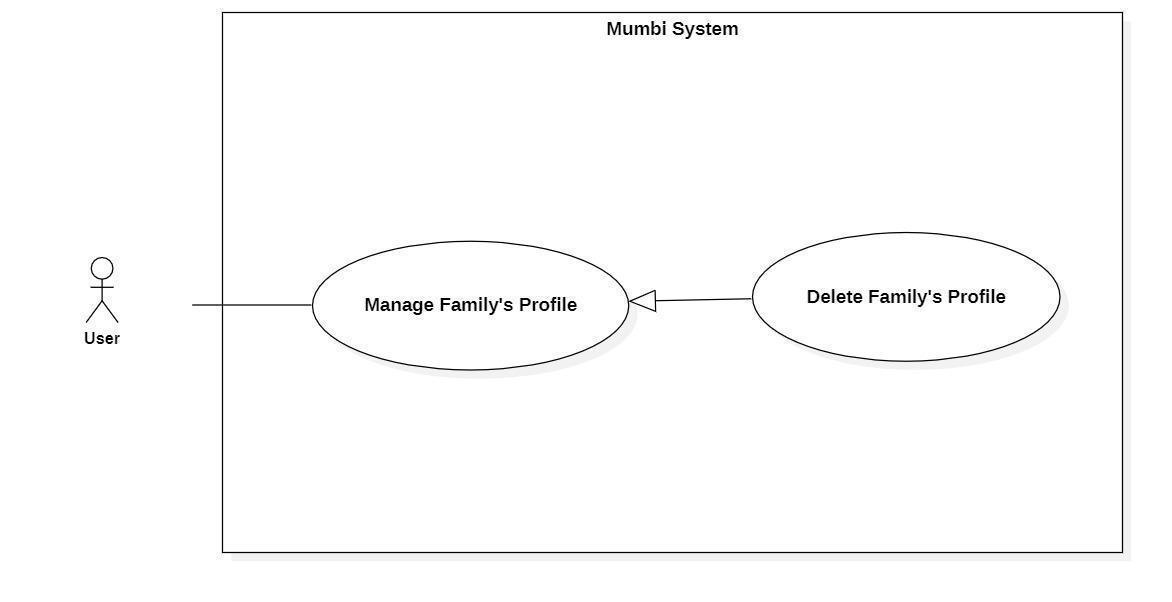 Mumbi System
Manage Family's Profile
Delete Family's Profile
User